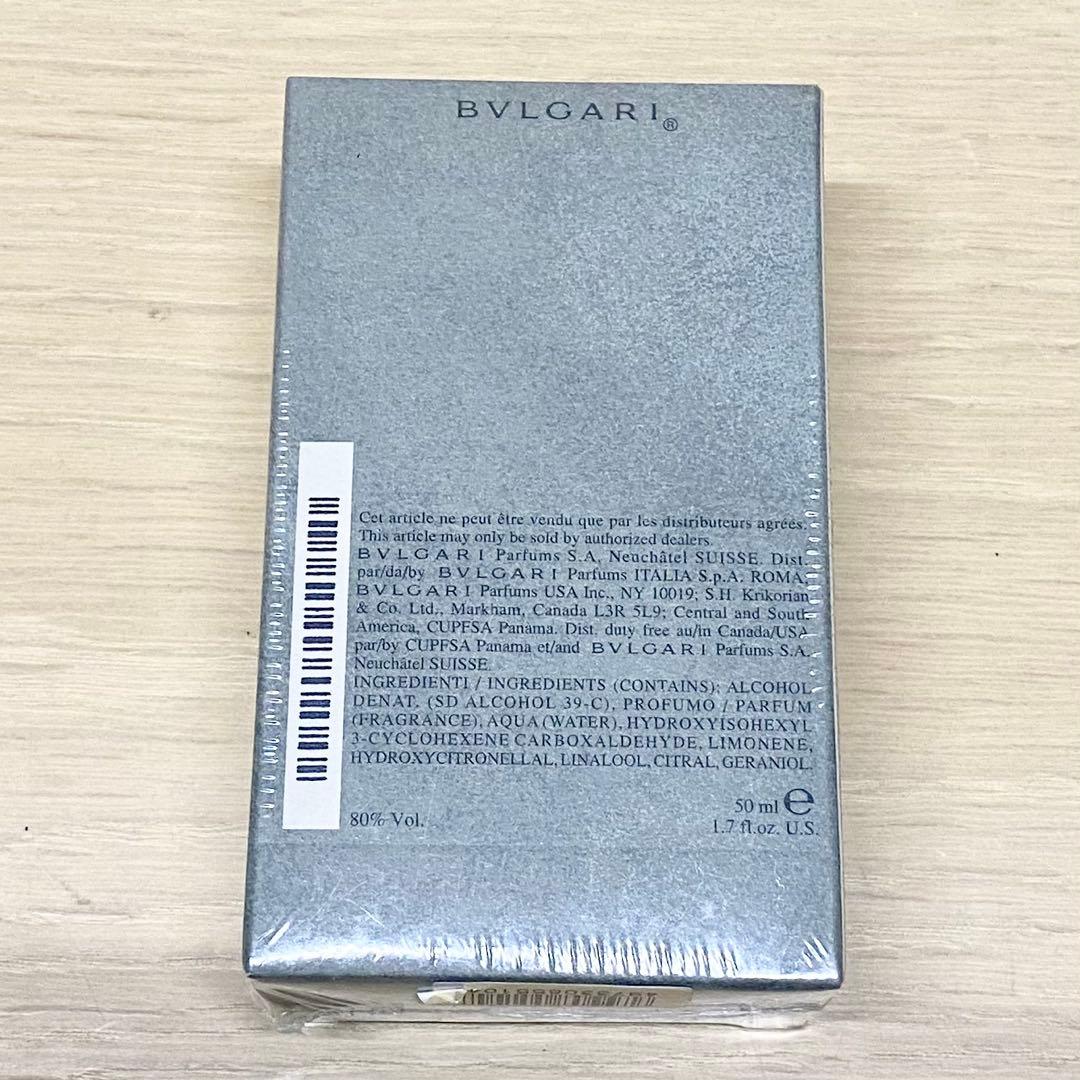 BVLGARI®
Cet article ne peut être vendu que par les distributeurs agréés.
This article may only be sold by authorized dealers.
BVLGARI Parfums S.A, Neuchâtel SUISSE. Dist.
par/da/by BVLGARI Parfums ITALIA S.p.A. ROMA
BVLGARI Parfums USA Inc., NY 10019; S.H. Krikorian
& Co. Ltd., Markham, Canada L3R 5L9; Central and South
America, CUPFSA Panama. Dist. duty free au/in Canada/USA
par/by CUPFSA Panama et/and BVLGARI Parfums S.A.
Neuchâtel SUISSE.
INGREDIENTI / INGREDIENTS (CONTAINS): ALCOHOL
DENAT. (SD ALCOHOL 39-C), PROFUMO / PARFUM
(FRAGRANCE), AQUA (WATER), HYDROXYISOHEXYL
3-CYCLOHEXENE CARBOXALDEHYDE, LIMONENE,
HYDROXYCITRONELLAL, LINALOOL, CITRAL, GERANIOL.
50 ml e
80% Vol.
1.7 fl.oz. U.S.